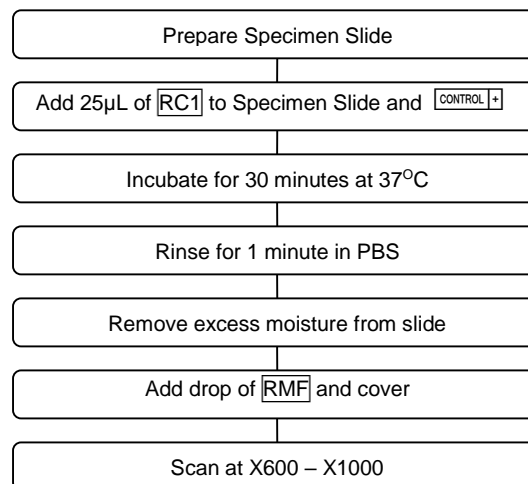 Prepare Specimen Slide
Add 25µL of RC1 to Specimen Slide and CONTROL +
Incubate for 30 minutes at 37ᴼC
Rinse for 1 minute in PBS
Remove excess moisture from slide
Add drop of RMF and cover
Scan at X600 – X1000